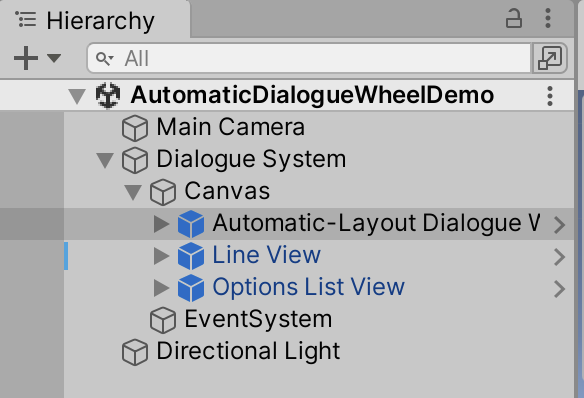 Hierarchy
All
AutomaticDialogueWheelDemo
Main Camera
Dialogue System
Canvas
Automatic-Layout Dialogue
Line View
Options List View
EventSystem
Directional Light